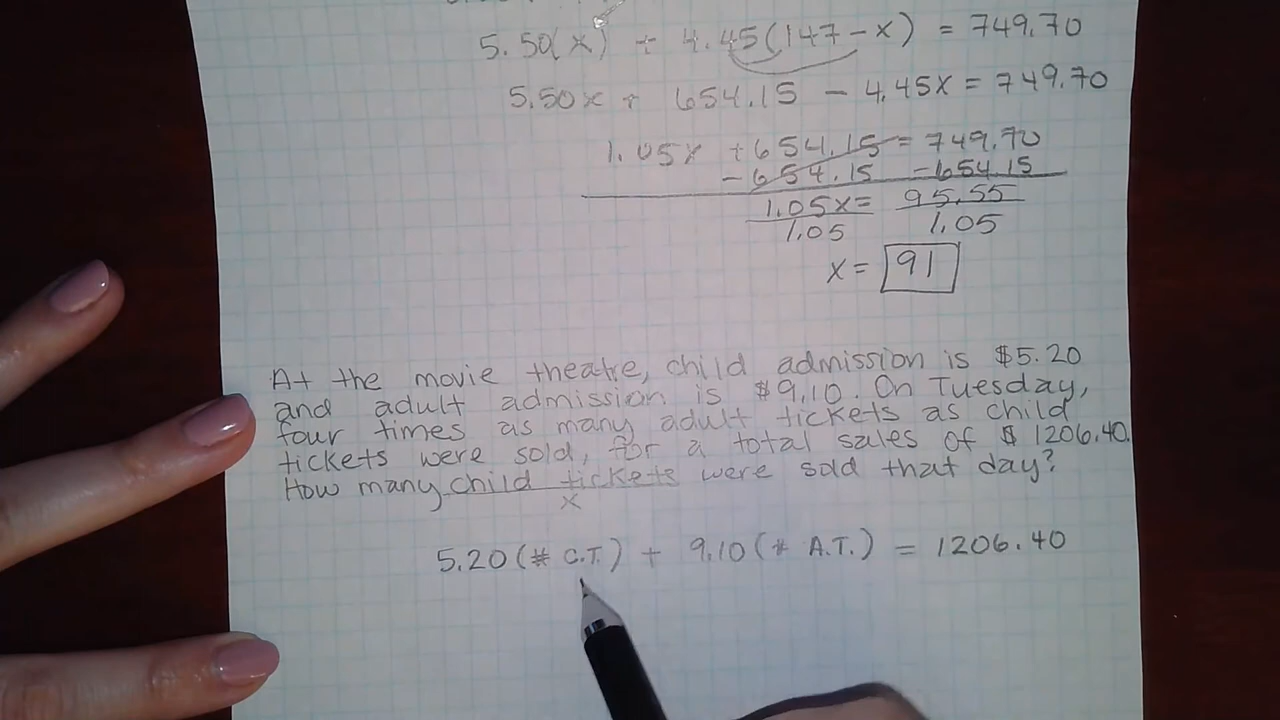 5.50(x) + 4.45(147 - x) = 749.70
5.50x + 654.15 - 4.45x = 749.70
1.05x + 654.15 = 749.70
- 654.15 - 654.15
1.05x = 95.55
1.05 1.05
x = 91
At the movie theatre, child admission is $5.20
and adult admission is $9.10. On Tuesday,
four times as many adult tickets as child
tickets were sold, for a total sales of $1206.40.
How many child tickets were sold that day?
x
5.20(# C.T.) + 9.10(# A.T.) = 1206.40